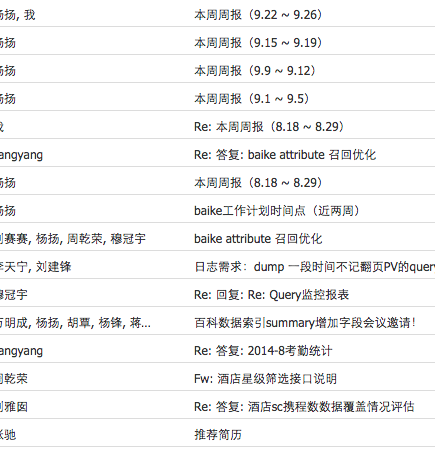 杨扬, 我 本周周报（9.22 ~ 9.26）
杨扬 本周周报（9.15 ~ 9.19）
杨扬 本周周报（9.9 ~ 9.12）
杨扬 本周周报（9.1 ~ 9.5）
我 Re: 本周周报（8.18 ~ 8.29）
angyang Re: 答复: baike attribute 召回优化
杨扬 本周周报（8.18 ~ 8.29）
杨扬 baike工作计划时间点（近两周）
刘赛赛, 杨扬, 周乾荣, 穆冠宇 baike attribute 召回优化
李天宁, 刘建锋 日志需求：dump 一段时间不记翻页PV的query
穆冠宇 Re: 回复: Re: Query监控报表
万明成, 杨扬, 胡覃, 杨锋, 蒋... 百科数据索引summary增加字段会议邀请！
angyang Re: 答复: 2014-8考勤统计
周乾荣 Fw: 酒店星级筛选接口说明
刘雅囡 Re: 答复: 酒店sc携程数数据覆盖情况评估
张驰 推荐简历